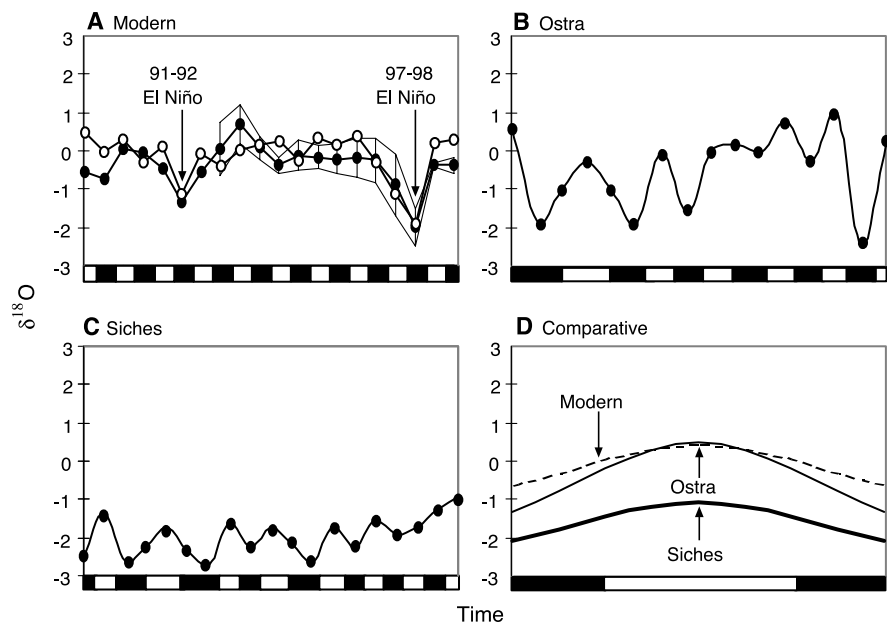 A Modern
3
2
1
0
-1
-2
-3
91-92
El Niño
97-98
El Niño
B Ostra
3
2
1
0
-1
-2
-3
δ18O
C Siches
3
2
1
0
-1
-2
-3
D Comparative
3
2
1
0
-1
-2
-3
Modern
Ostra
Siches
Time